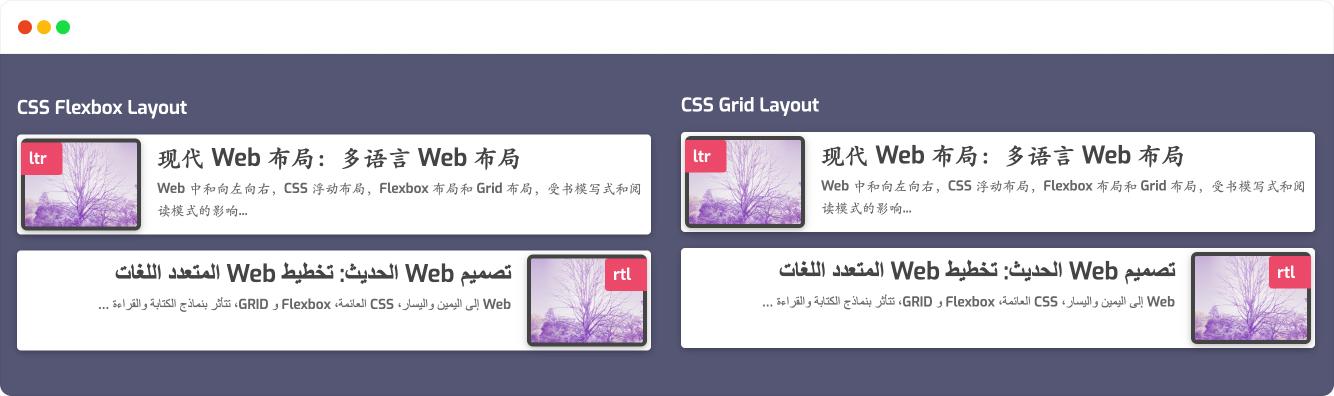 CSS Flexbox Layout
ltr
现代 Web 布局：多语言 Web 布局
Web 中和向左向右，CSS 浮动布局，Flexbox 布局和 Grid 布局，受书模写式和阅
读模式的影响...
rtl
تصميم Web الحديث: تخطيط Web المتعدد اللغات
Web إلى اليمين واليسار، CSS العائمة، Flexbox و GRID، تتأثر بنماذج الكتابة والقراءة ...
CSS Grid Layout
ltr
现代 Web 布局：多语言 Web 布局
Web 中和向左向右，CSS 浮动布局，Flexbox 布局和 Grid 布局，受书模写式和阅
读模式的影响...
rtl
تصميم Web الحديث: تخطيط Web المتعدد اللغات
Web إلى اليمين واليسار، CSS العائمة، Flexbox و GRID، تتأثر بنماذج الكتابة والقراءة ...